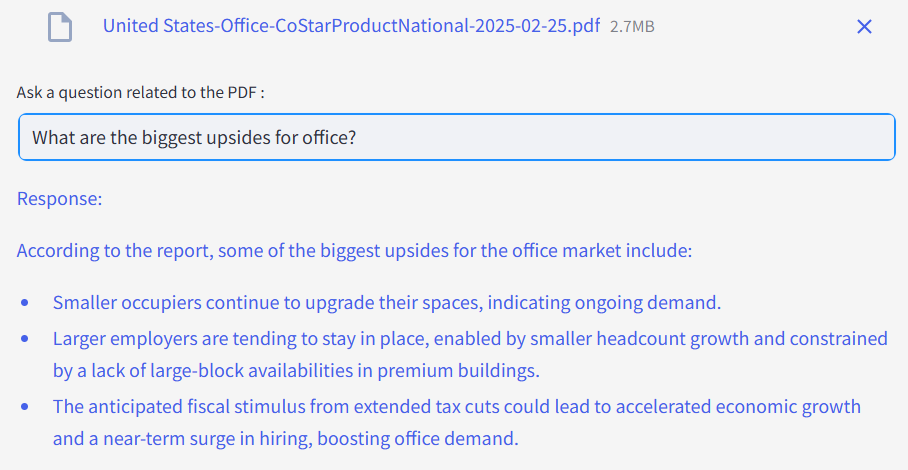 United States-Office-CoStarProductNational-2025-02-25.pdf 2.7MB
Ask a question related to the PDF :
What are the biggest upsides for office?
Response:
According to the report, some of the biggest upsides for the office market include:
• Smaller occupiers continue to upgrade their spaces, indicating ongoing demand.
• Larger employers are tending to stay in place, enabled by smaller headcount growth and constrained
by a lack of large-block availabilities in premium buildings.
• The anticipated fiscal stimulus from extended tax cuts could lead to accelerated economic growth
and a near-term surge in hiring, boosting office demand.